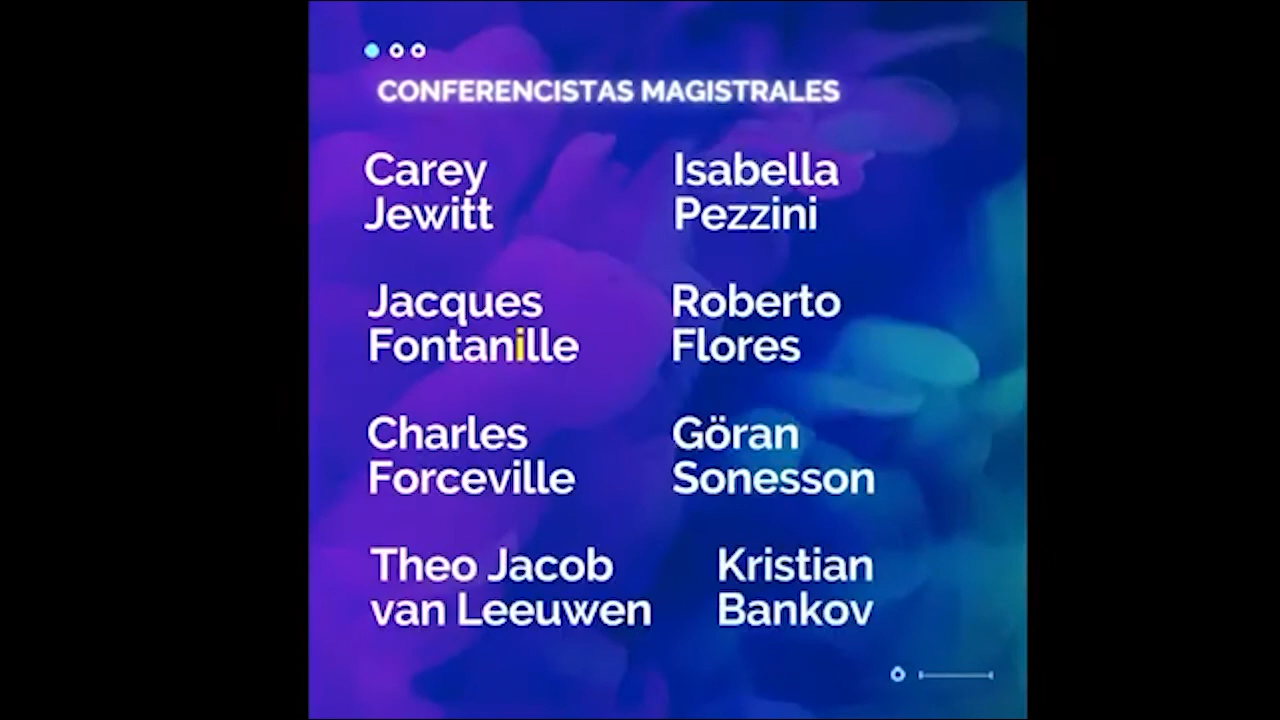 CONFERENCISTAS MAGISTRALES
Carey
Jewitt
Isabella
Pezzini
Jacques
Fontanille
Roberto
Flores
Charles
Forceville
Göran
Sonesson
Theo Jacob
van Leeuwen
Kristian
Bankov